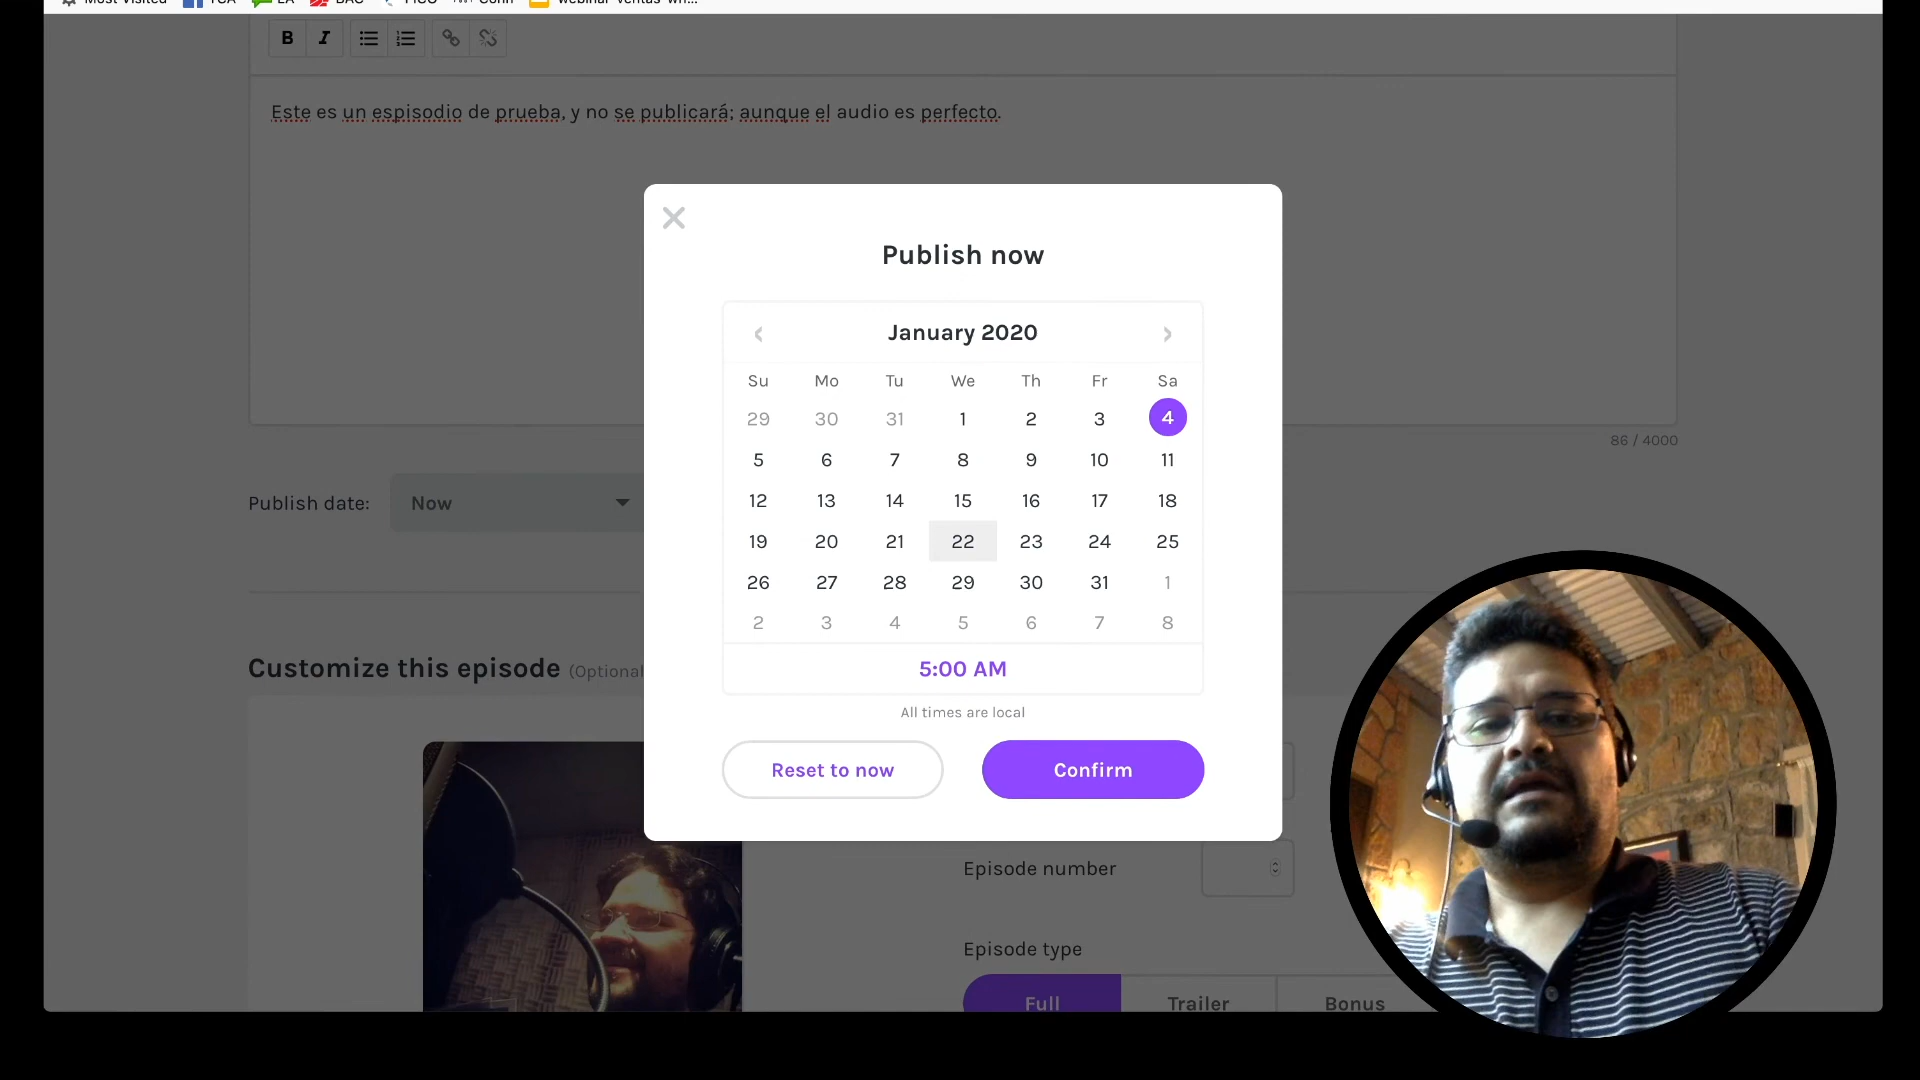 B I
Este es un espisodio de prueba, y no se publicará; aunque el audio es perfecto.
86 / 4000
Publish now
January 2020
Su Mo Tu We Th Fr Sa
29 30 31 1 2 3 4
5 6 7 8 9 10 11
12 13 14 15 16 17 18
19 20 21 22 23 24 25
26 27 28 29 30 31 1
2 3 4 5 6 7 8
5:00 AM
All times are local
Reset to now Confirm
Publish date: Now
Customize this episode (Optional
Episode number
Episode type
Full Trailer Bonus